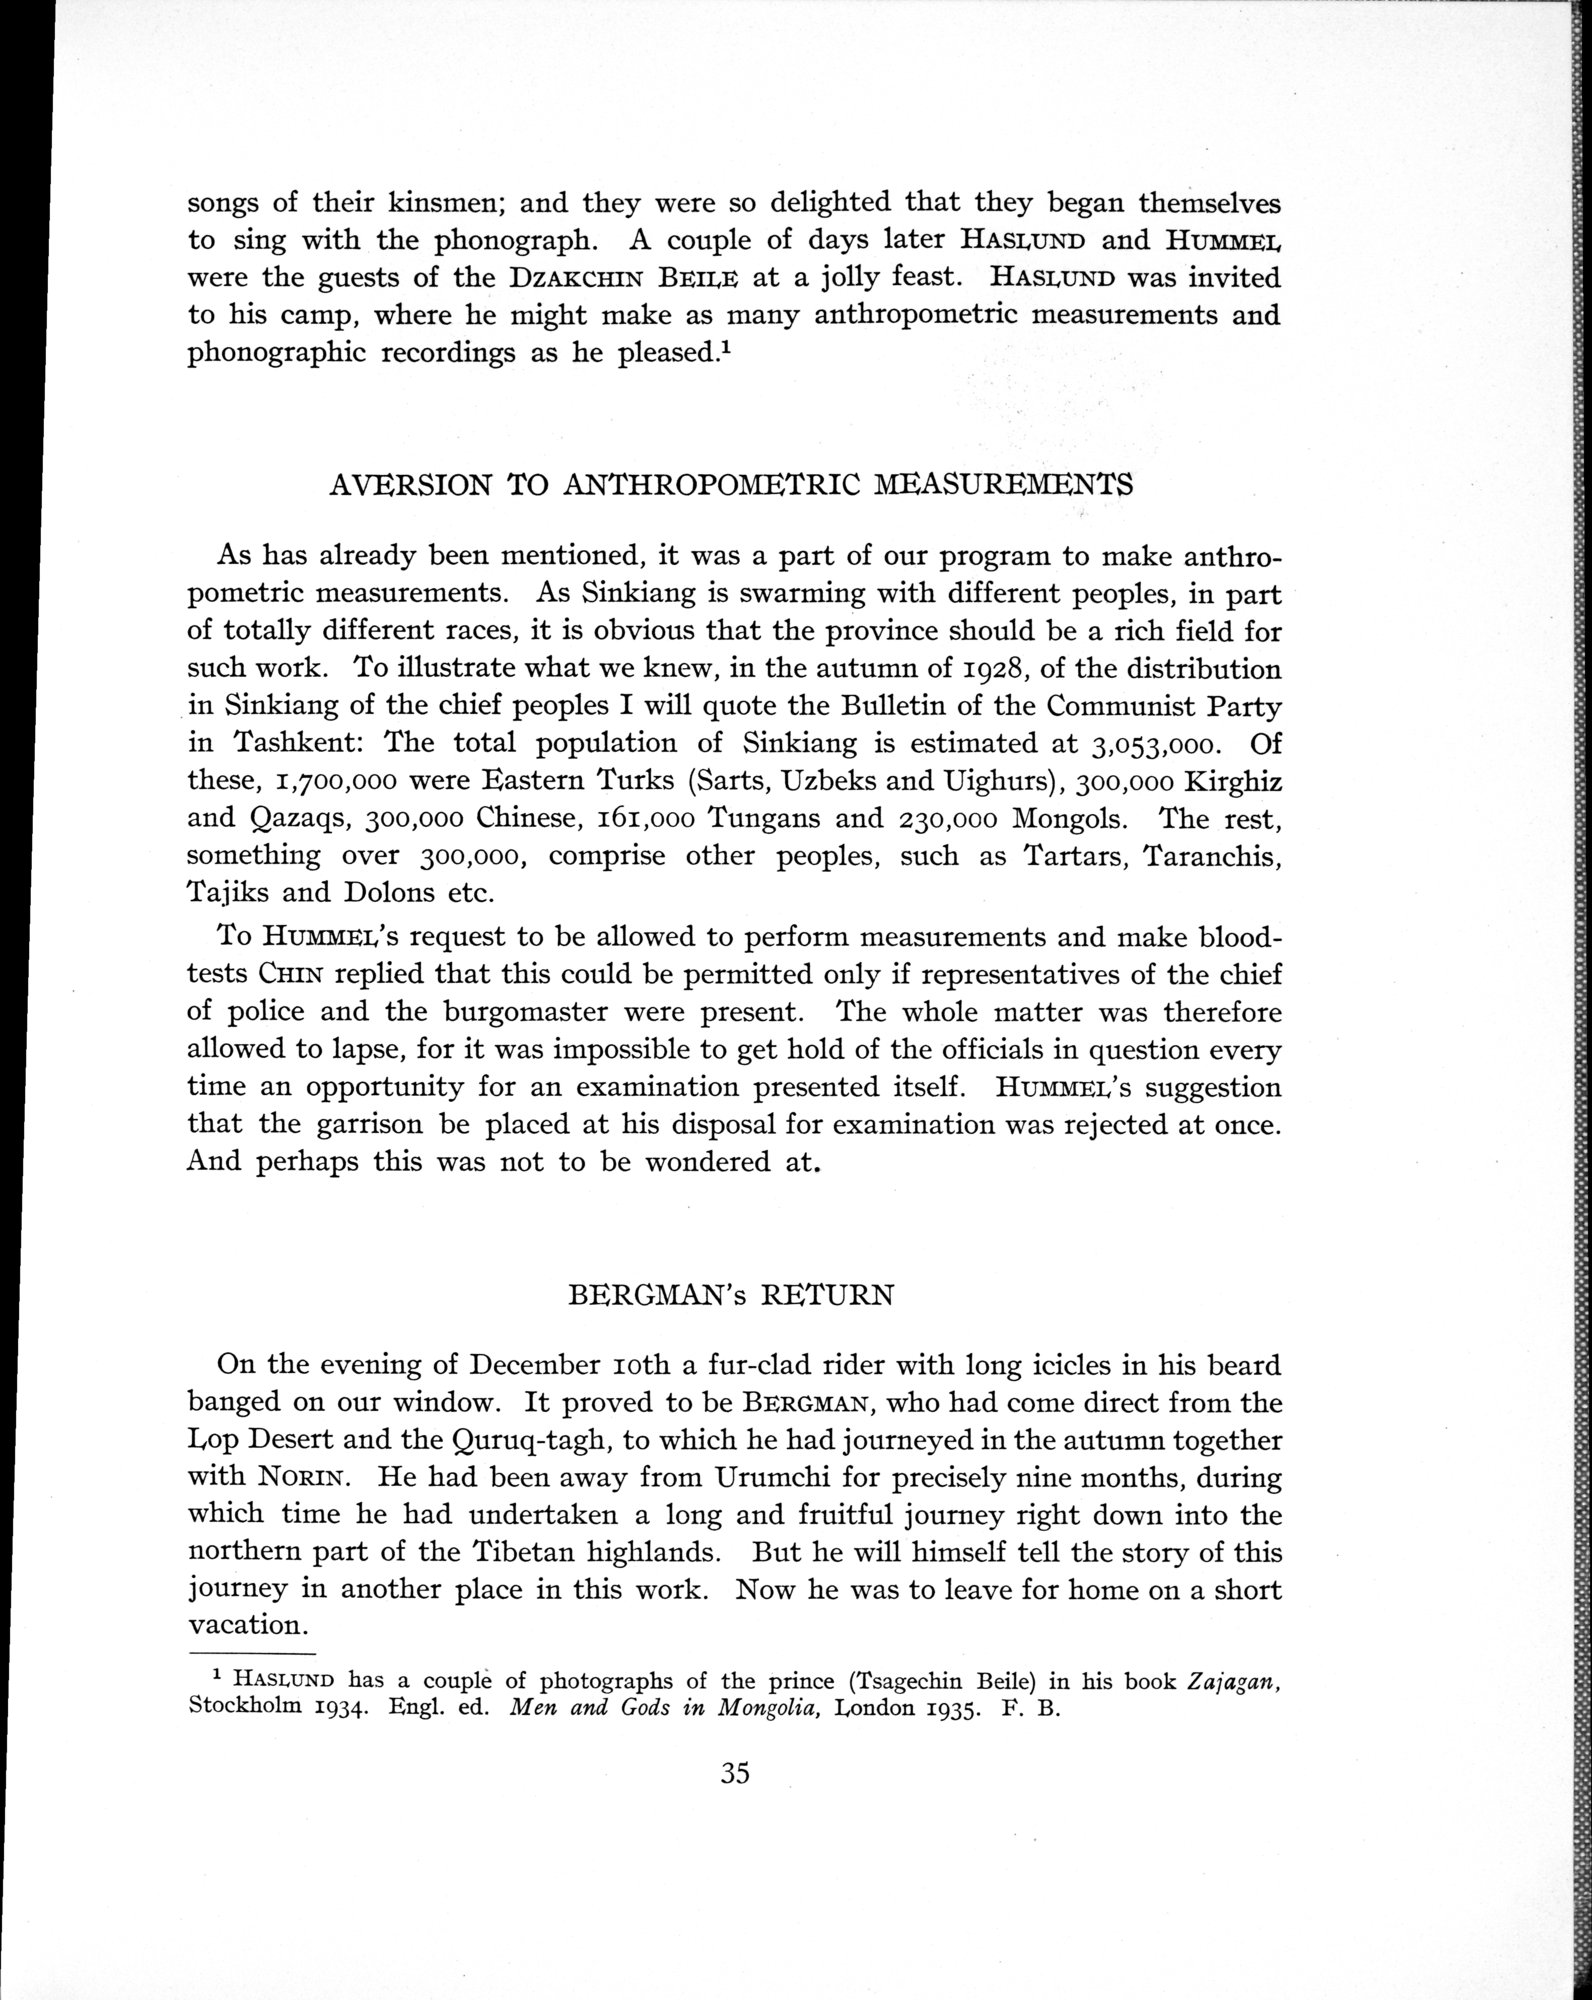 songs of their kinsmen; and they were so delighted that they began themselves
to sing with the phonograph. A couple of days later HASLUND and HUMMEL
were the guests of the DZAKCHIN BEILE at a jolly feast. HASLUND was invited
to his camp, where he might make as many anthropometric measurements and
phonographic recordings as he pleased.¹
AVERSION TO ANTHROPOMETRIC MEASUREMENTS
As has already been mentioned, it was a part of our program to make anthro-
pometric measurements. As Sinkiang is swarming with different peoples, in part
of totally different races, it is obvious that the province should be a rich field for
such work. To illustrate what we knew, in the autumn of 1928, of the distribution
in Sinkiang of the chief peoples I will quote the Bulletin of the Communist Party
in Tashkent: The total population of Sinkiang is estimated at 3,053,000. Of
these, 1,700,000 were Eastern Turks (Sarts, Uzbeks and Uighurs), 300,000 Kirghiz
and Qazaqs, 300,000 Chinese, 161,000 Tungans and 230,000 Mongols. The rest,
something over 300,000, comprise other peoples, such as Tartars, Taranchis,
Tajiks and Dolons etc.
To HUMMEL's request to be allowed to perform measurements and make blood-
tests CHIN replied that this could be permitted only if representatives of the chief
of police and the burgomaster were present. The whole matter was therefore
allowed to lapse, for it was impossible to get hold of the officials in question every
time an opportunity for an examination presented itself. HUMMEL's suggestion
that the garrison be placed at his disposal for examination was rejected at once.
And perhaps this was not to be wondered at.
BERGMAN's RETURN
On the evening of December 10th a fur-clad rider with long icicles in his beard
banged on our window. It proved to be BERGMAN, who had come direct from the
Lop Desert and the Quruq-tagh, to which he had journeyed in the autumn together
with NORIN. He had been away from Urumchi for precisely nine months, during
which time he had undertaken a long and fruitful journey right down into the
northern part of the Tibetan highlands. But he will himself tell the story of this
journey in another place in this work. Now he was to leave for home on a short
vacation.
¹ HASLUND has a couple of photographs of the prince (Tsagechin Beile) in his book Zajagan,
Stockholm 1934. Engl. ed. Men and Gods in Mongolia, London 1935. F. B.
35